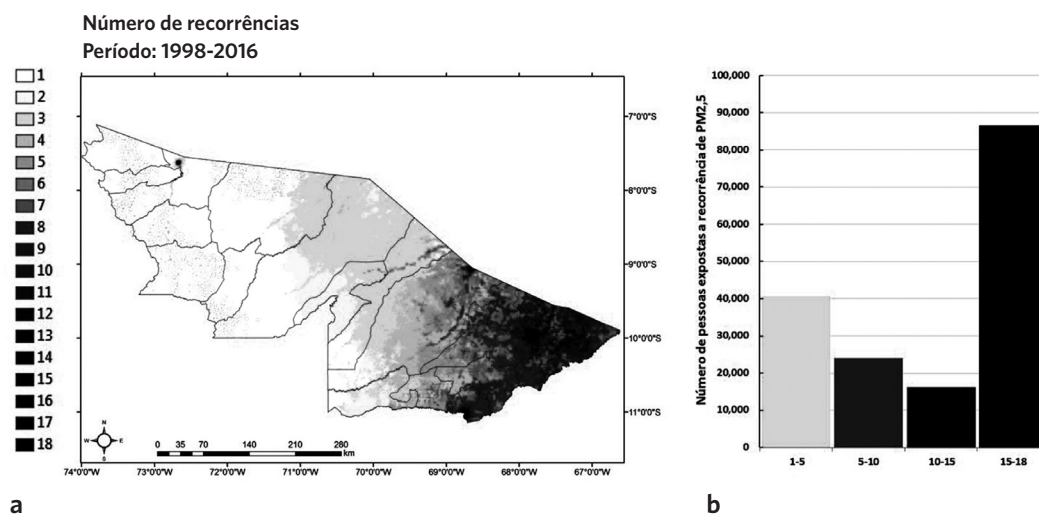 Número de recorrências
Período: 1998-2016
1
2
3
4
5
6
7
8
9
10
11
12
13
14
15
16
17
18
7°0'0"S
8°0'0"S
9°0'0"S
10°0'0"S
11°0'0"S
N
W E
S
0 35 70 140 210 280
km
74°0'0"W 73°0'0"W 72°0'0"W 71°0'0"W 70°0'0"W 69°0'0"W 68°0'0"W 67°0'0"W
a
Número de pessoas expostas a recorrência de PM2,5
100,000
90,000
80,000
70,000
60,000
50,000
40,000
30,000
20,000
10,000
0
1-5 5-10 10-15 15-18
b